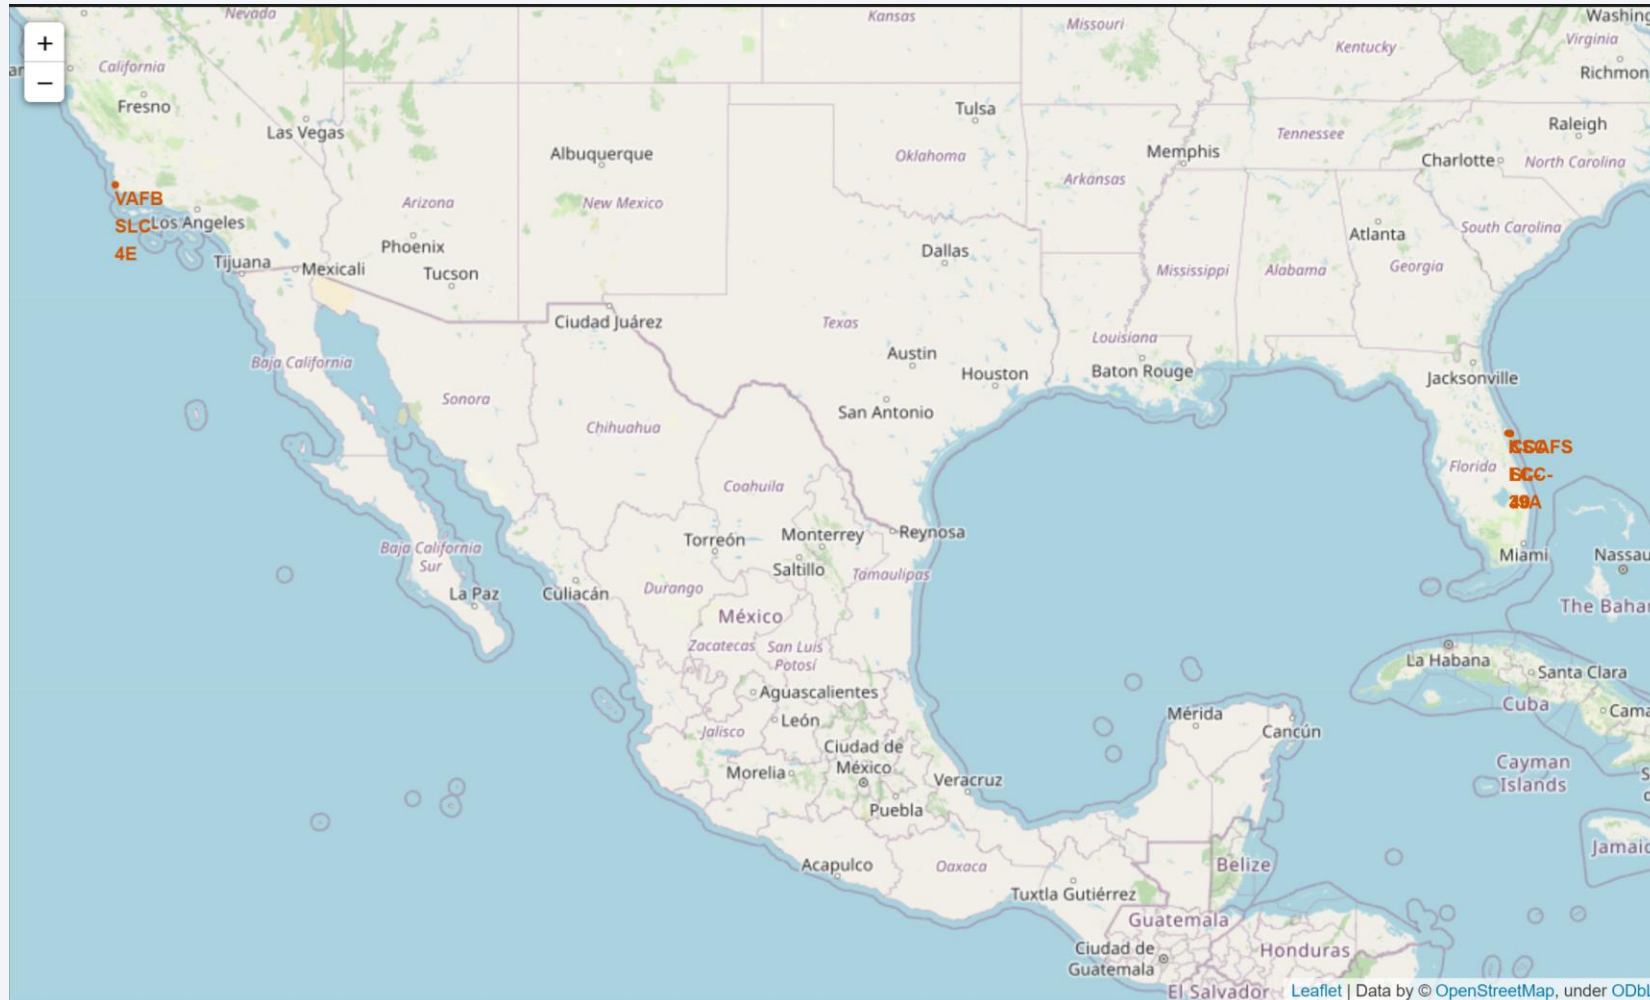 +
−
Nevada
Kansas
Missouri
Washing
Kentucky
Virginia
California
Richmon
Fresno
Las Vegas
Tulsa
Raleigh
Albuquerque
Oklahoma
Memphis
Tennessee
Charlotte
North Carolina
Arkansas
VAFB
SLC-
4E
Los Angeles
Arizona
New Mexico
Phoenix
Dallas
Atlanta
South Carolina
Tijuana
Mexicali
Tucson
Mississippi
Alabama
Georgia
Ciudad Juárez
Texas
Louisiana
Baja California
Austin
Houston
Baton Rouge
Jacksonville
Sonora
San Antonio
Chihuahua
Florida
Coahuila
Torreón
Monterrey
Reynosa
Baja California
Sur
Saltillo
Tamaulipas
Miami
Nassau
La Paz
Culiacán
Durango
México
The Bahar
Zacatecas
San Luis
Potosí
La Habana
Santa Clara
Aguascalientes
Cuba
Cama
León
Mérida
Cancún
Jalisco
Ciudad de
México
Morelia
Veracruz
Cayman
Islands
Puebla
Jamaic
Acapulco
Oaxaca
Belize
Tuxtla Gutiérrez
Guatemala
Ciudad de
Guatemala
Honduras
El Salvador
Leaflet | Data by © OpenStreetMap, under ODbl